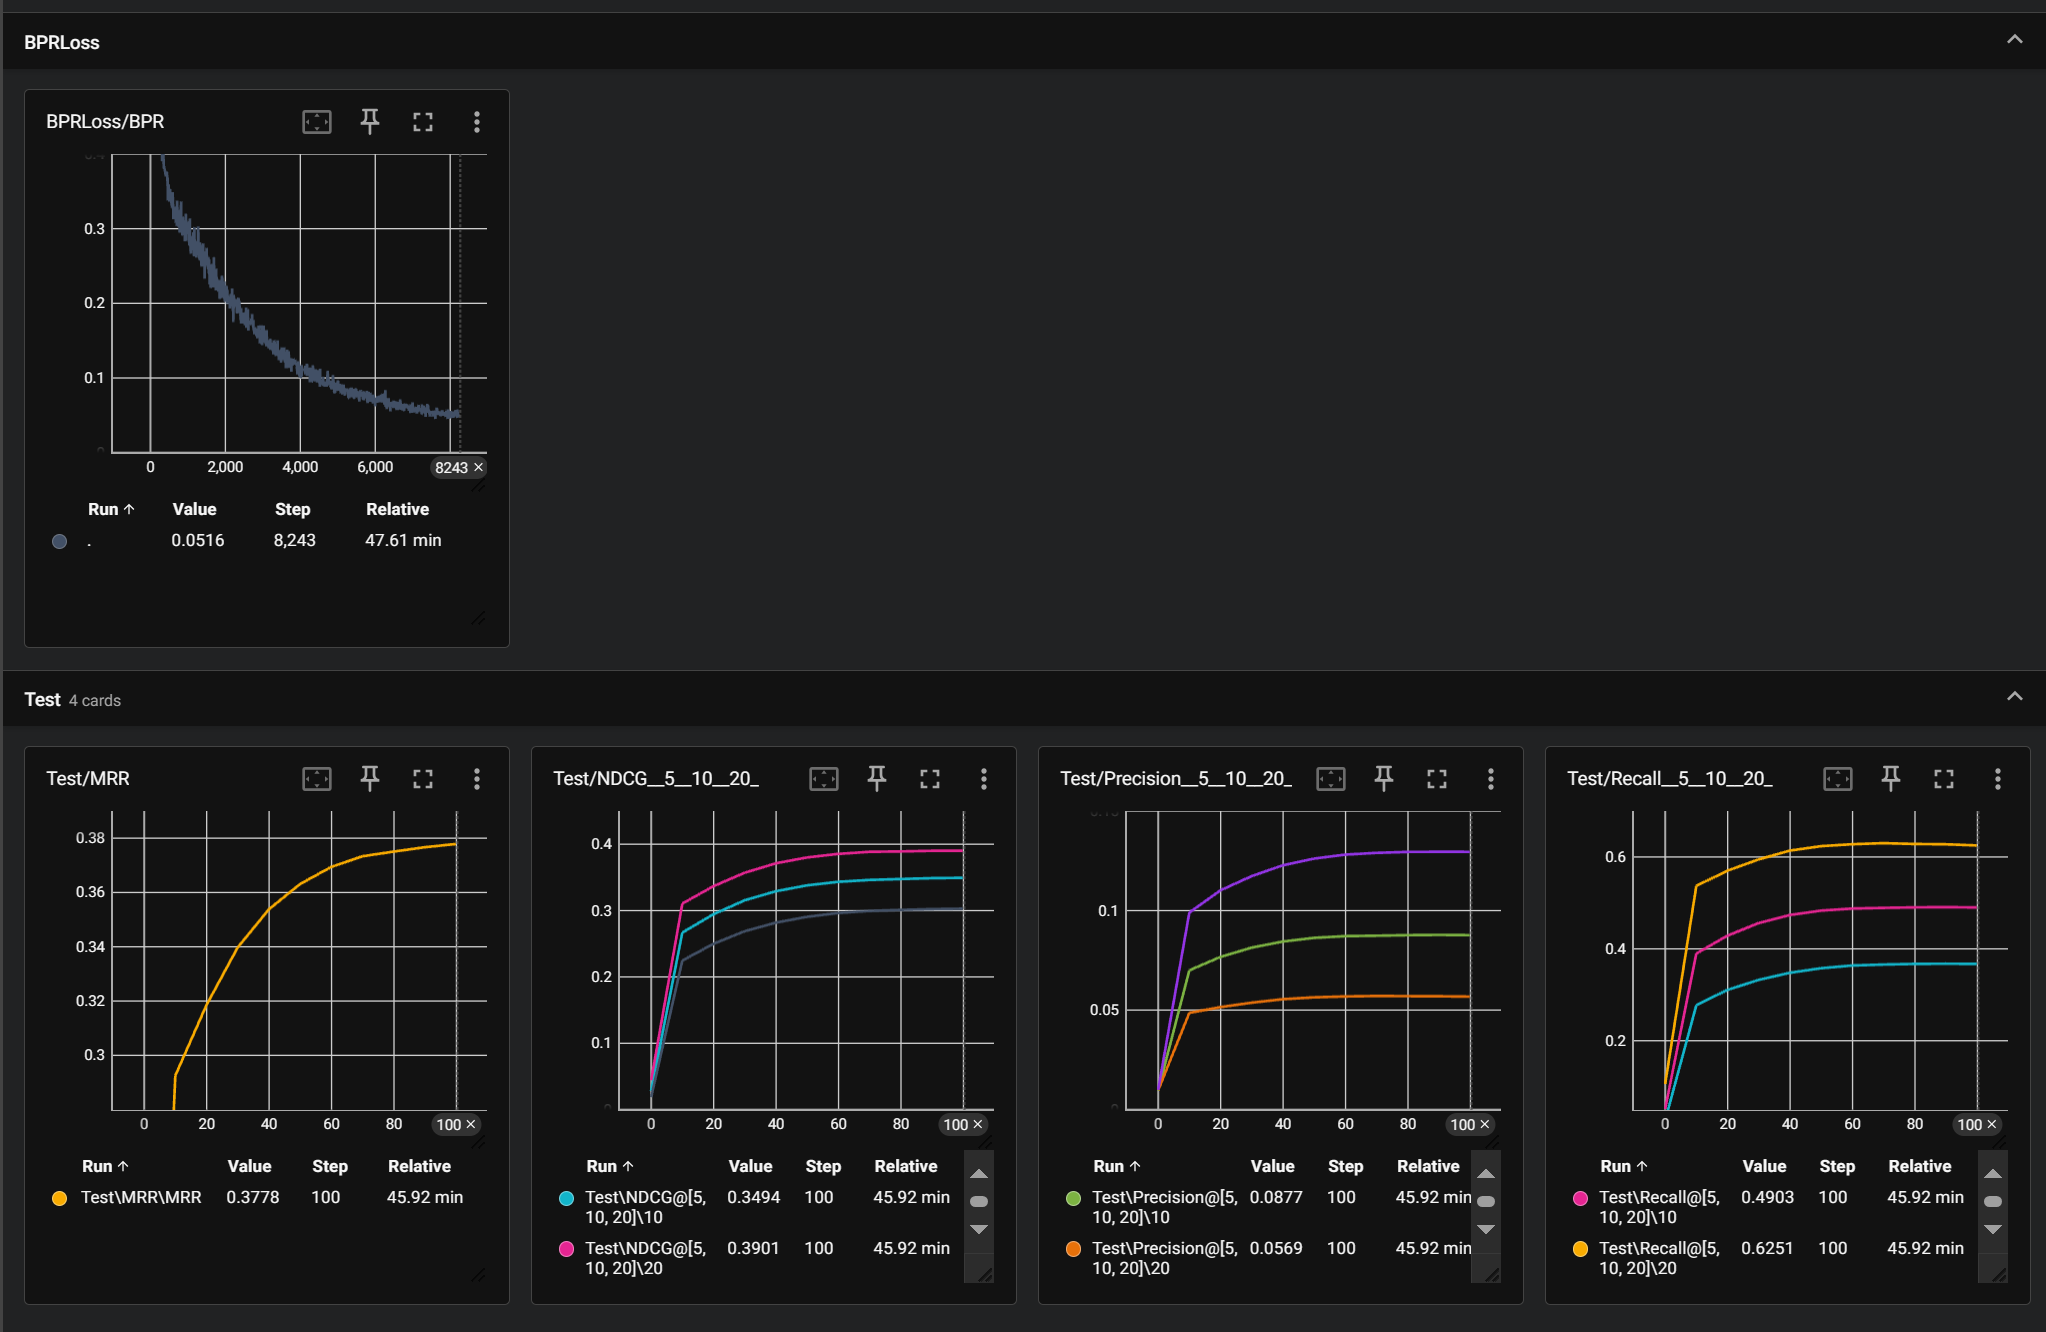 BPRLoss
BPRLoss/BPR
0.3
0.2
0.1
0 2,000 4,000 6,000 8243 ×
Run ↑ Value Step Relative
. 0.0516 8,243 47.61 min
Test 4 cards
Test/MRR
0.38
0.36
0.34
0.32
0.3
0 20 40 60 80 100 ×
Run ↑ Value Step Relative
Test\MRR\MRR 0.3778 100 45.92 min
Test/NDCG__5__10__20_
0.4
0.3
0.2
0.1
0
0 20 40 60 80 100 ×
Run ↑ Value Step Relative
Test\NDCG@[5, 0.3494 100 45.92 min
10, 20]\10
Test\NDCG@[5, 0.3901 100 45.92 min
10, 20]\20
Test/Precision__5__10__20_
0.1
0.05
0
0 20 40 60 80 100 ×
Run ↑ Value Step Relative
Test\Precision@[5, 0.0877 100 45.92 min
10, 20]\10
Test\Precision@[5, 0.0569 100 45.92 min
10, 20]\20
Test/Recall__5__10__20_
0.6
0.4
0.2
0 20 40 60 80 100 ×
Run ↑ Value Step Relative
Test\Recall@[5, 0.4903 100 45.92 min
10, 20]\10
Test\Recall@[5, 0.6251 100 45.92 min
10, 20]\20